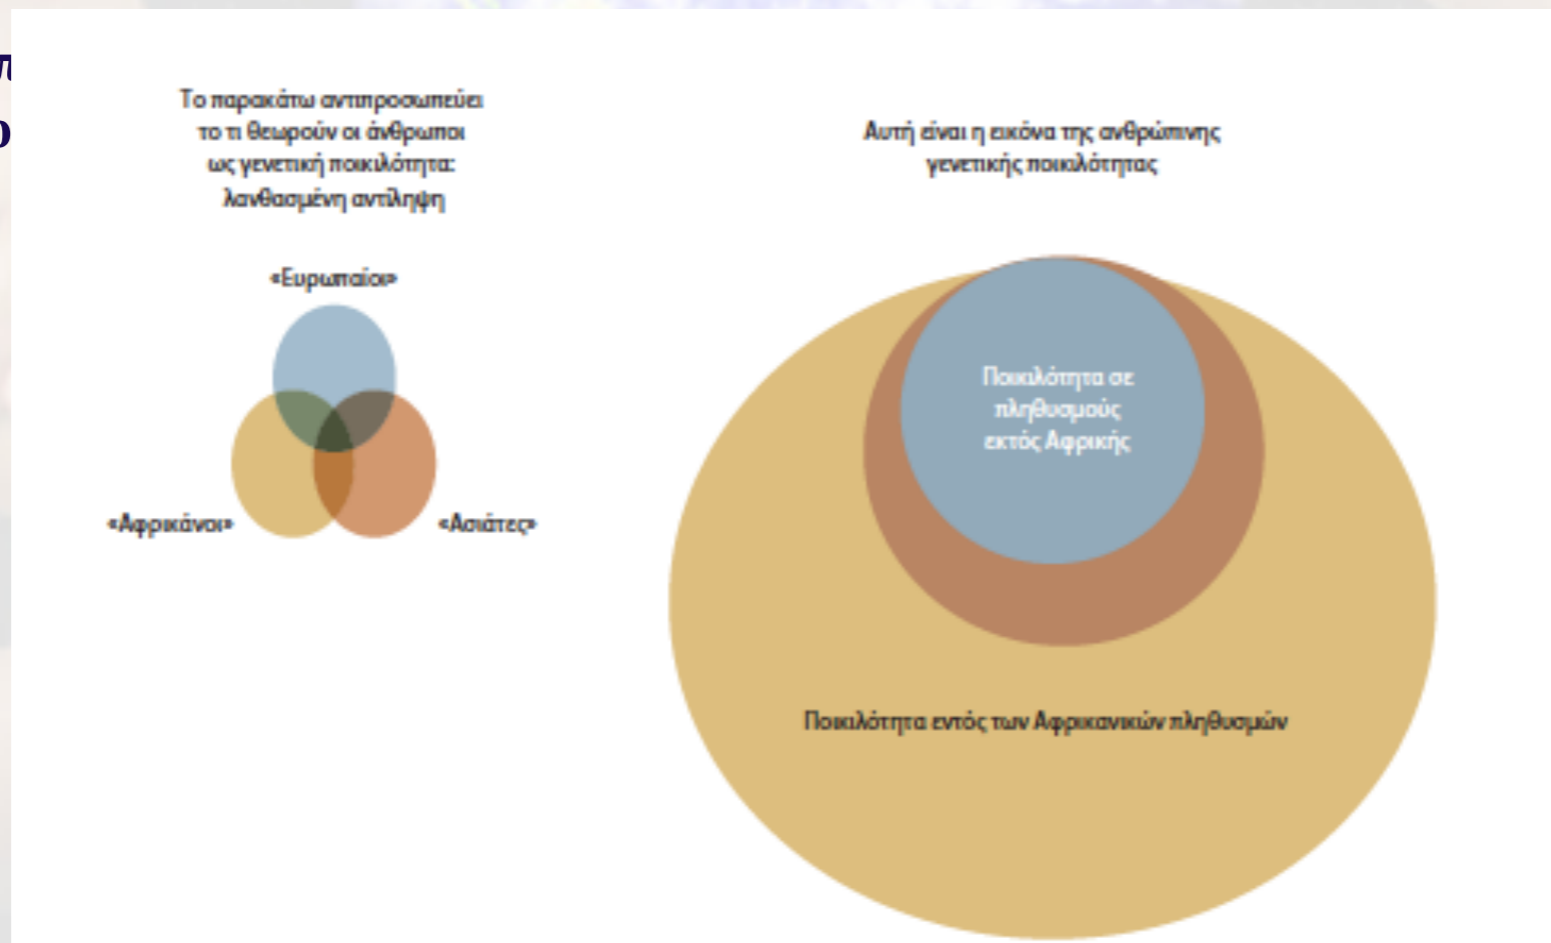 Το παρακάτω αντιπροσωπεύει
το τι θεωρούν οι άνθρωποι
ως γενετική ποικιλότητα:
λανθασμένη αντίληψη
«Ευρωπαίοι»
«Αφρικάνοι»
«Ασιάτες»
Αυτή είναι η εικόνα της ανθρώπινης
γενετικής ποικιλότητας
Ποικιλότητα σε
πληθυσμούς
εκτός Αφρικής
Ποικιλότητα εντός των Αφρικανικών πληθυσμών